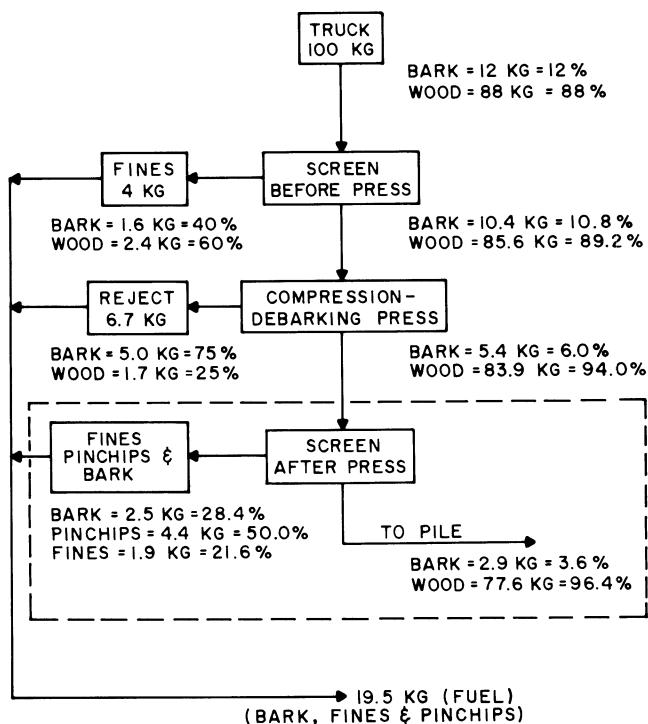 TRUCK
100 KG
BARK = 12 KG = 12%
WOOD = 88 KG = 88%
FINES
4 KG
SCREEN
BEFORE PRESS
BARK = 1.6 KG = 40%
WOOD = 2.4 KG = 60%
BARK = 10.4 KG = 10.8%
WOOD = 85.6 KG = 89.2%
REJECT
6.7 KG
COMPRESSION-
DEBARKING PRESS
BARK = 5.0 KG = 75%
WOOD = 1.7 KG = 25%
BARK = 5.4 KG = 6.0%
WOOD = 83.9 KG = 94.0%
FINES
PINCHIPS &
BARK
SCREEN
AFTER PRESS
BARK = 2.5 KG = 28.4%
PINCHIPS = 4.4 KG = 50.0%
FINES = 1.9 KG = 21.6%
TO PILE
BARK = 2.9 KG = 3.6%
WOOD = 77.6 KG = 96.4%
19.5 KG (FUEL)
(BARK, FINES & PINCHIPS)